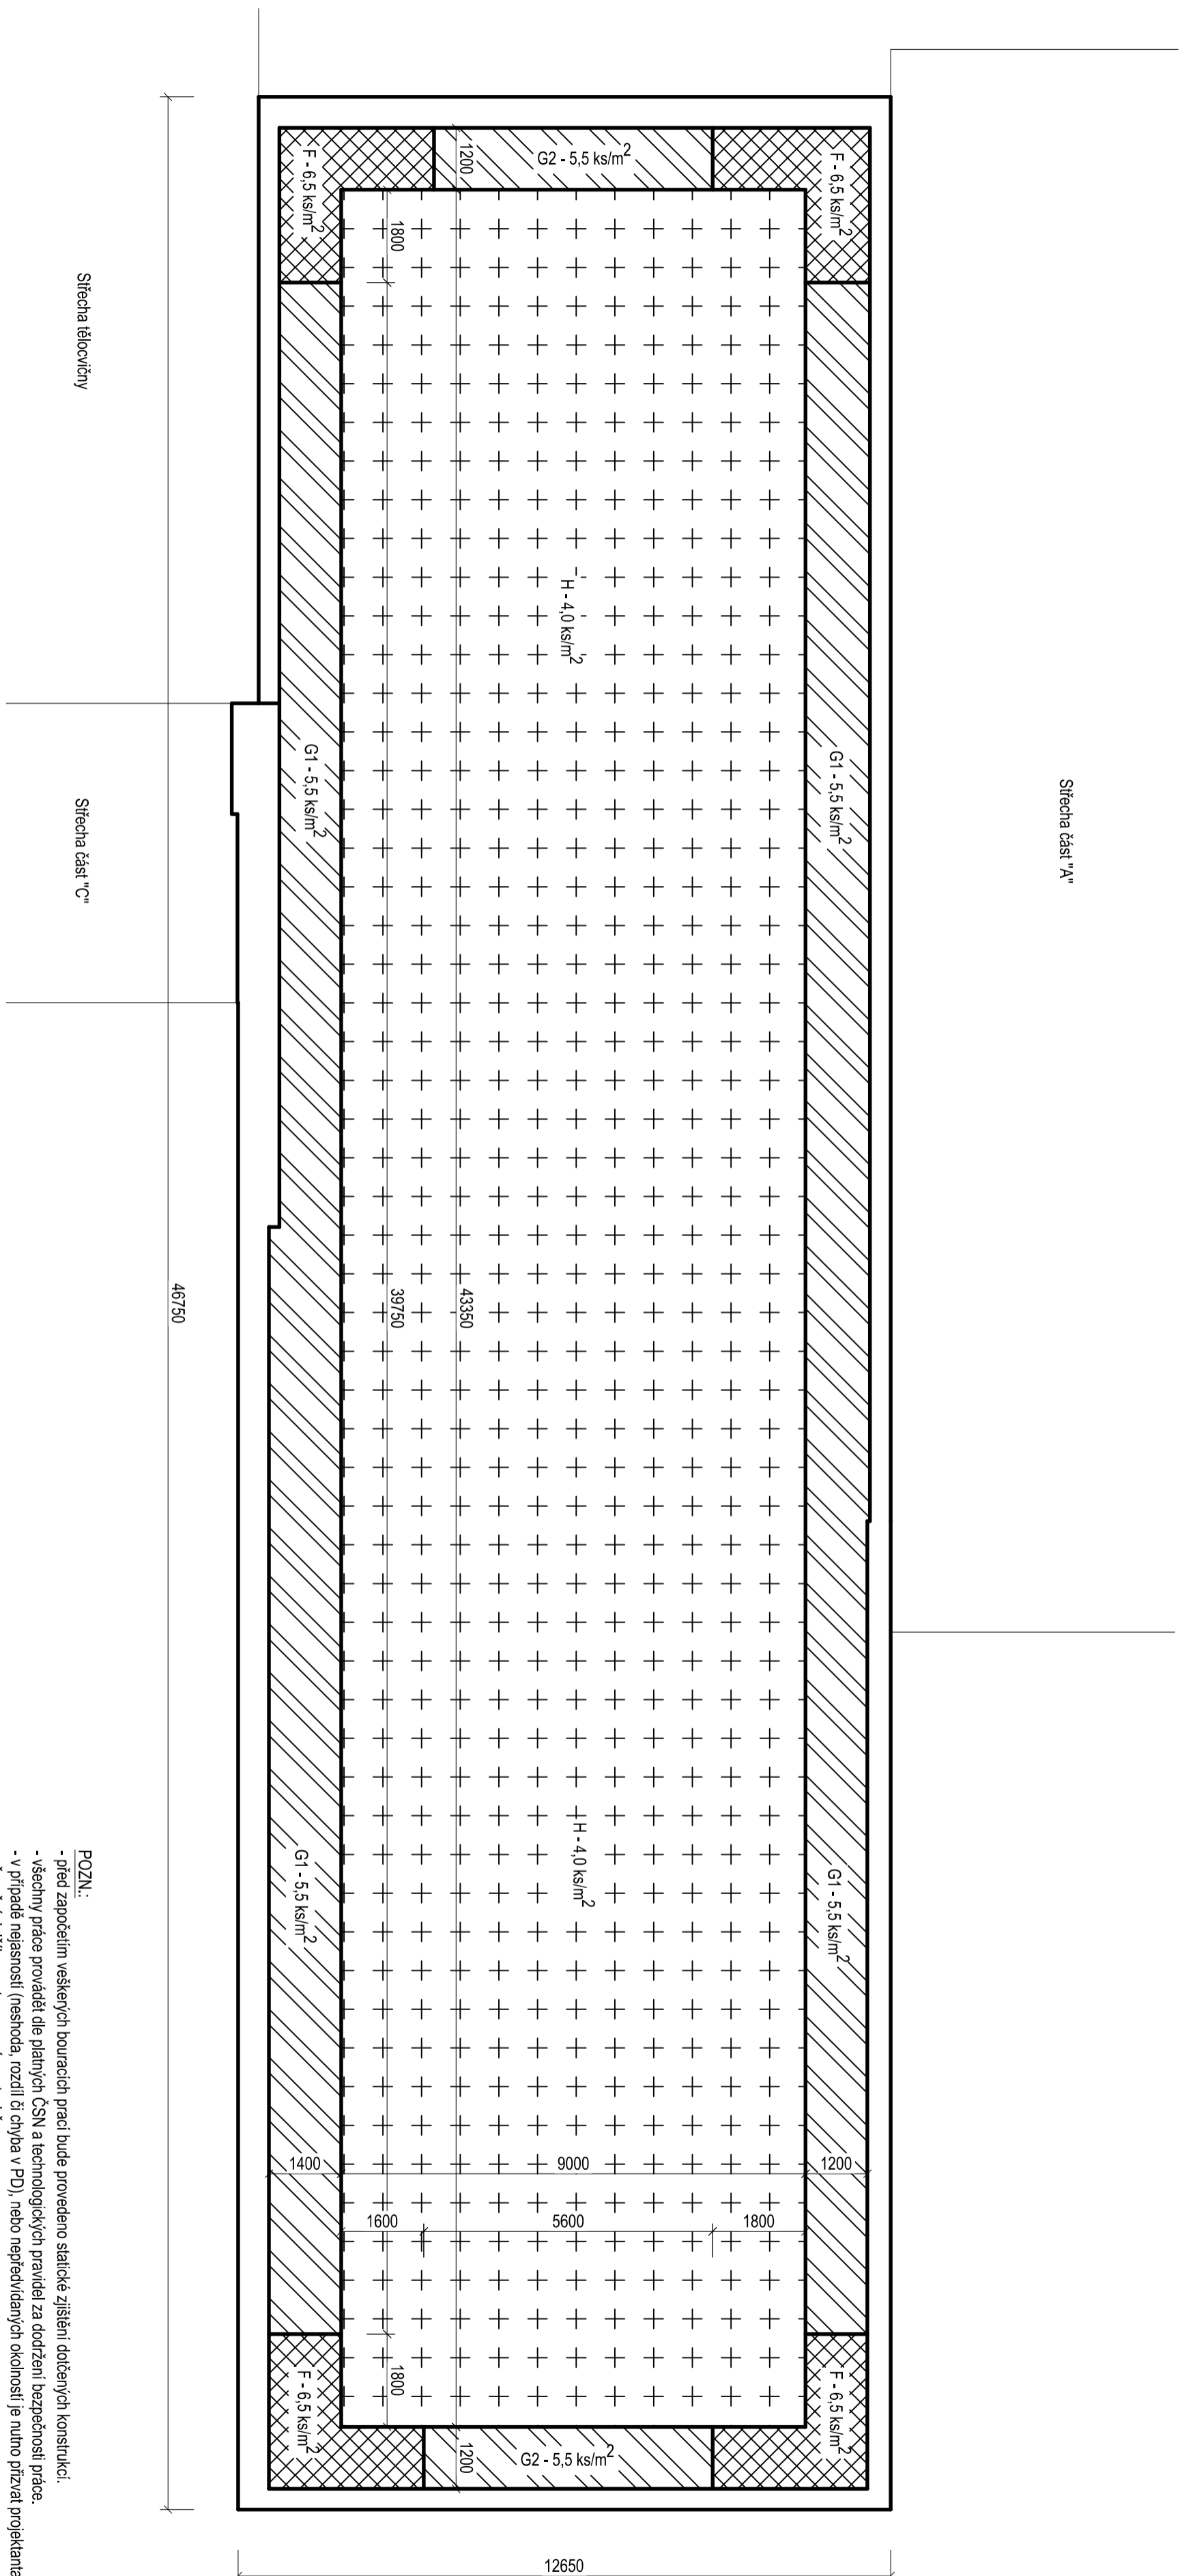 Střecha část "A"
F - 6,5 ks/m²
G1 - 5,5 ks/m²
G1 - 5,5 ks/m²
F - 6,5 ks/m²
G2 - 5,5 ks/m²
H - 4,0 ks/m²
H - 4,0 ks/m²
G2 - 5,5 ks/m²
1200
43350
1200
1800
39750
1800
1400
9000
1200
1600
5600
1800
F - 6,5 ks/m²
G1 - 5,5 ks/m²
G1 - 5,5 ks/m²
F - 6,5 ks/m²
46750
12650
Střecha tělocvičny
Střecha část "C"
POZN.:
- před započetím veškerých bouracích prací bude provedeno statické zjištění dotčených konstrukcí.
- všechny práce provádět dle platných ČSN a technologických pravidel za dodržení bezpečnosti práce.
- v případě nejasností (neshoda, rozdíl či chyba v PD), nebo nepředvídaných okolností je nutno přizvat projektanta